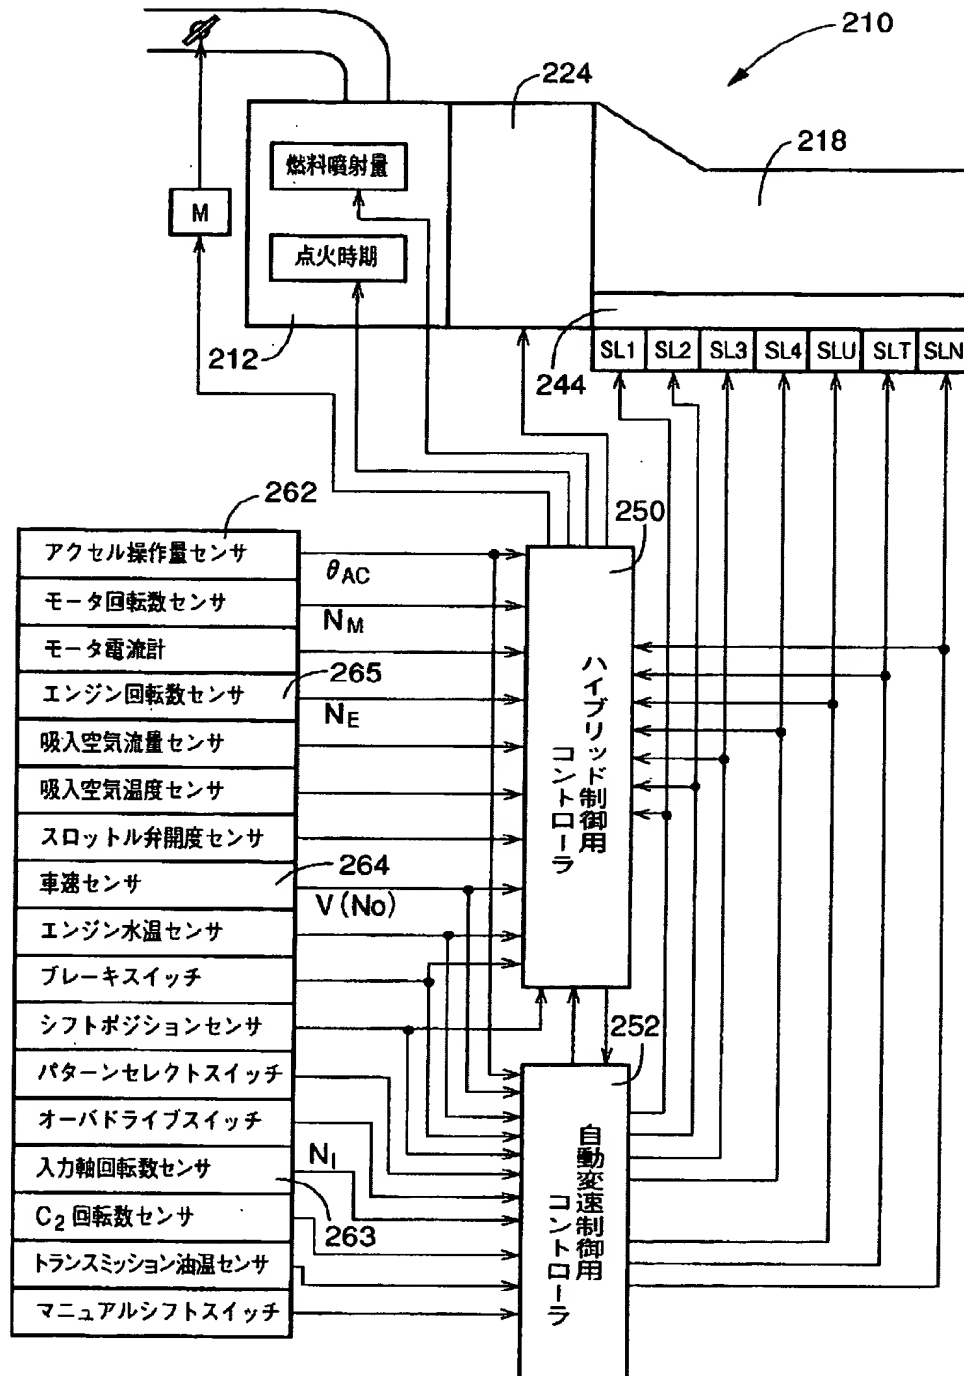 210
224
218
燃料噴射量
M
点火時期
212
244
SL1 SL2 SL3 SL4 SLU SLT SLN
262
250
アクセル操作量センサ
θAC
モータ回転数センサ
NM
モータ電流計
エンジン回転数センサ
265
NE
吸入空気流量センサ
吸入空気温度センサ
スロットル弁開度センサ
車速センサ
264
V(No)
エンジン水温センサ
ブレーキスイッチ
シフトポジションセンサ
パターンセレクトスイッチ
オーバドライブスイッチ
入力軸回転数センサ
NI
263
C2回転数センサ
トランスミッション油温センサ
マニュアルシフトスイッチ
ハイブリッド制御用
コントローラ
252
自動変速制御用
コントローラ